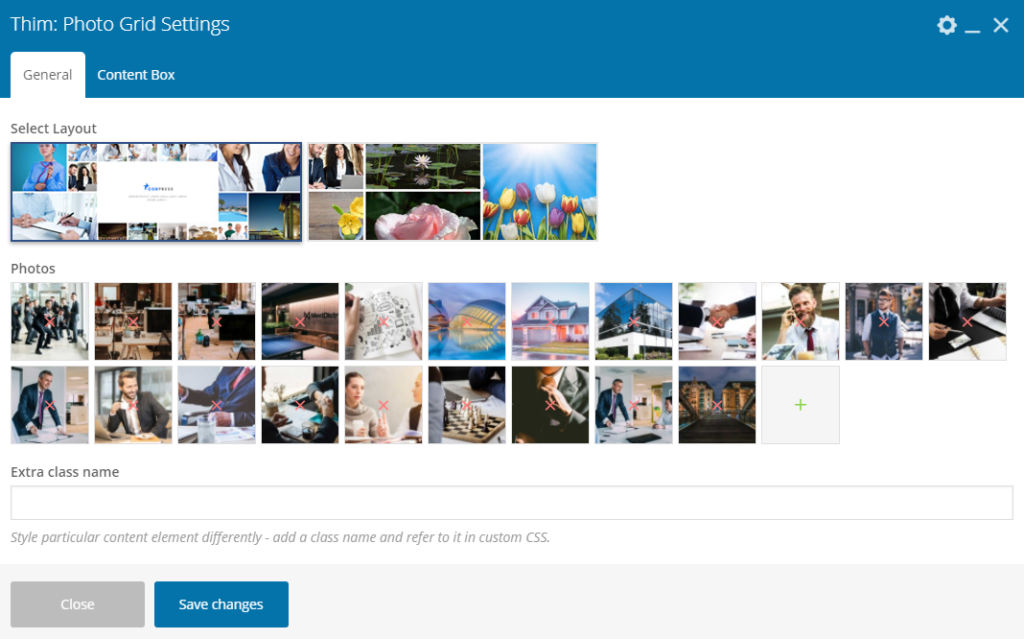 Thim: Photo Grid Settings
General
Content Box
Select Layout
CORPRESS
Photos
Extra class name
Style particular content element differently - add a class name and refer to it in custom CSS.
Close
Save changes